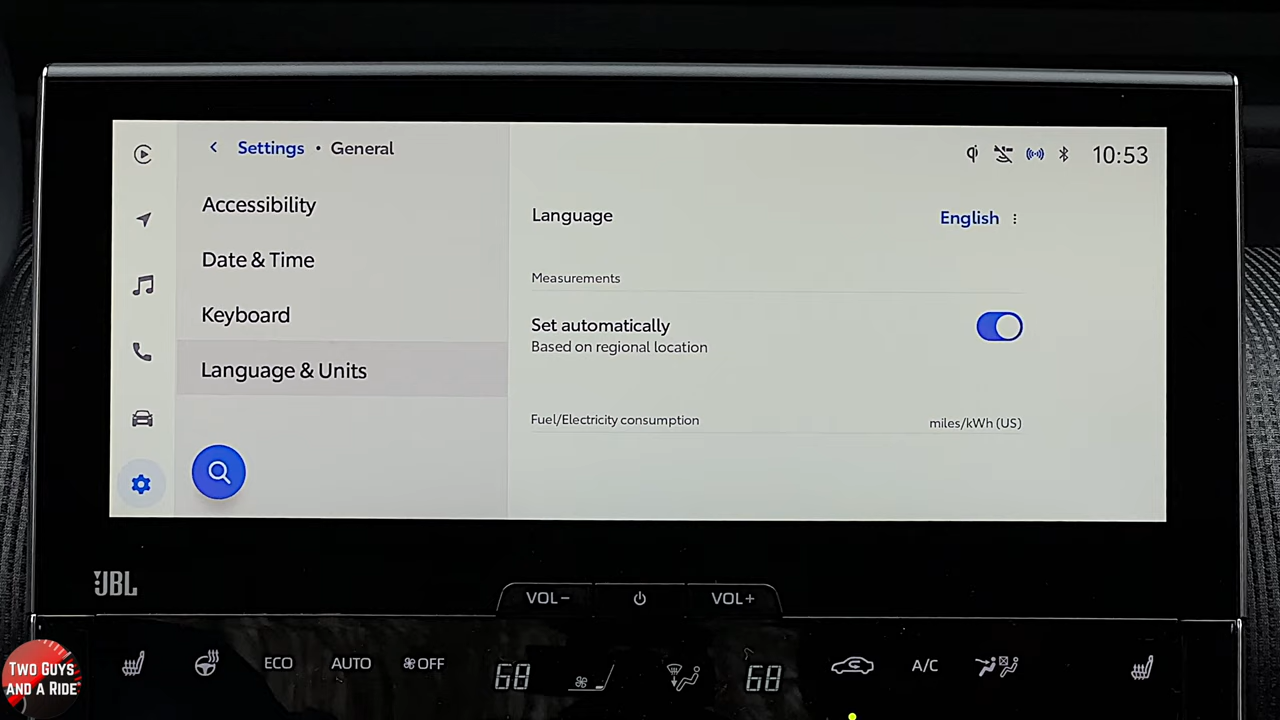 Settings • General
10:53
Accessibility
Date & Time
Keyboard
Language & Units
Language
English
Measurements
Set automatically
Based on regional location
Fuel/Electricity consumption
miles/kWh (US)
JBL
VOL−
VOL+
ECO
AUTO
OFF
68
68
A/C
TWO GUYS
AND A RIDE